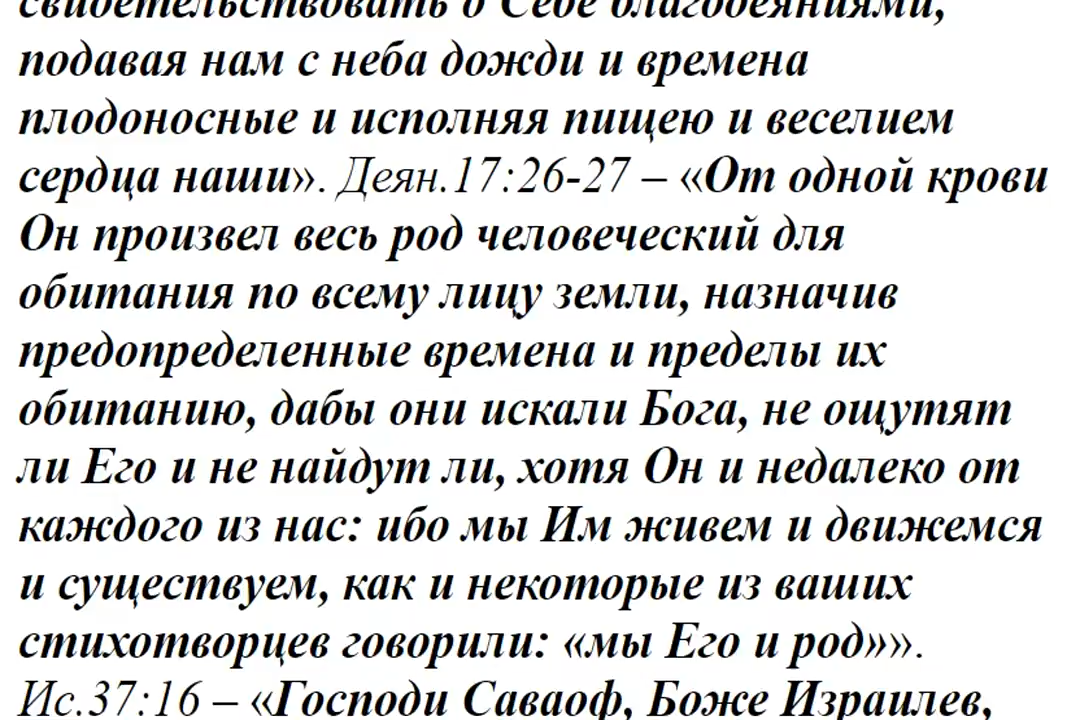 свидетельствовать о Себе благодеяниями,
подавая нам с неба дожди и времена
плодоносные и исполняя пищею и веселием
сердца наши». Деян.17:26-27 – «От одной крови
Он произвел весь род человеческий для
обитания по всему лицу земли, назначив
предопределенные времена и пределы их
обитанию, дабы они искали Бога, не ощутят
ли Его и не найдут ли, хотя Он и недалеко от
каждого из нас: ибо мы Им живем и движемся
и существуем, как и некоторые из ваших
стихотворцев говорили: «мы Его и род»».
Ис.37:16 – «Господи Саваоф, Боже Израилев,